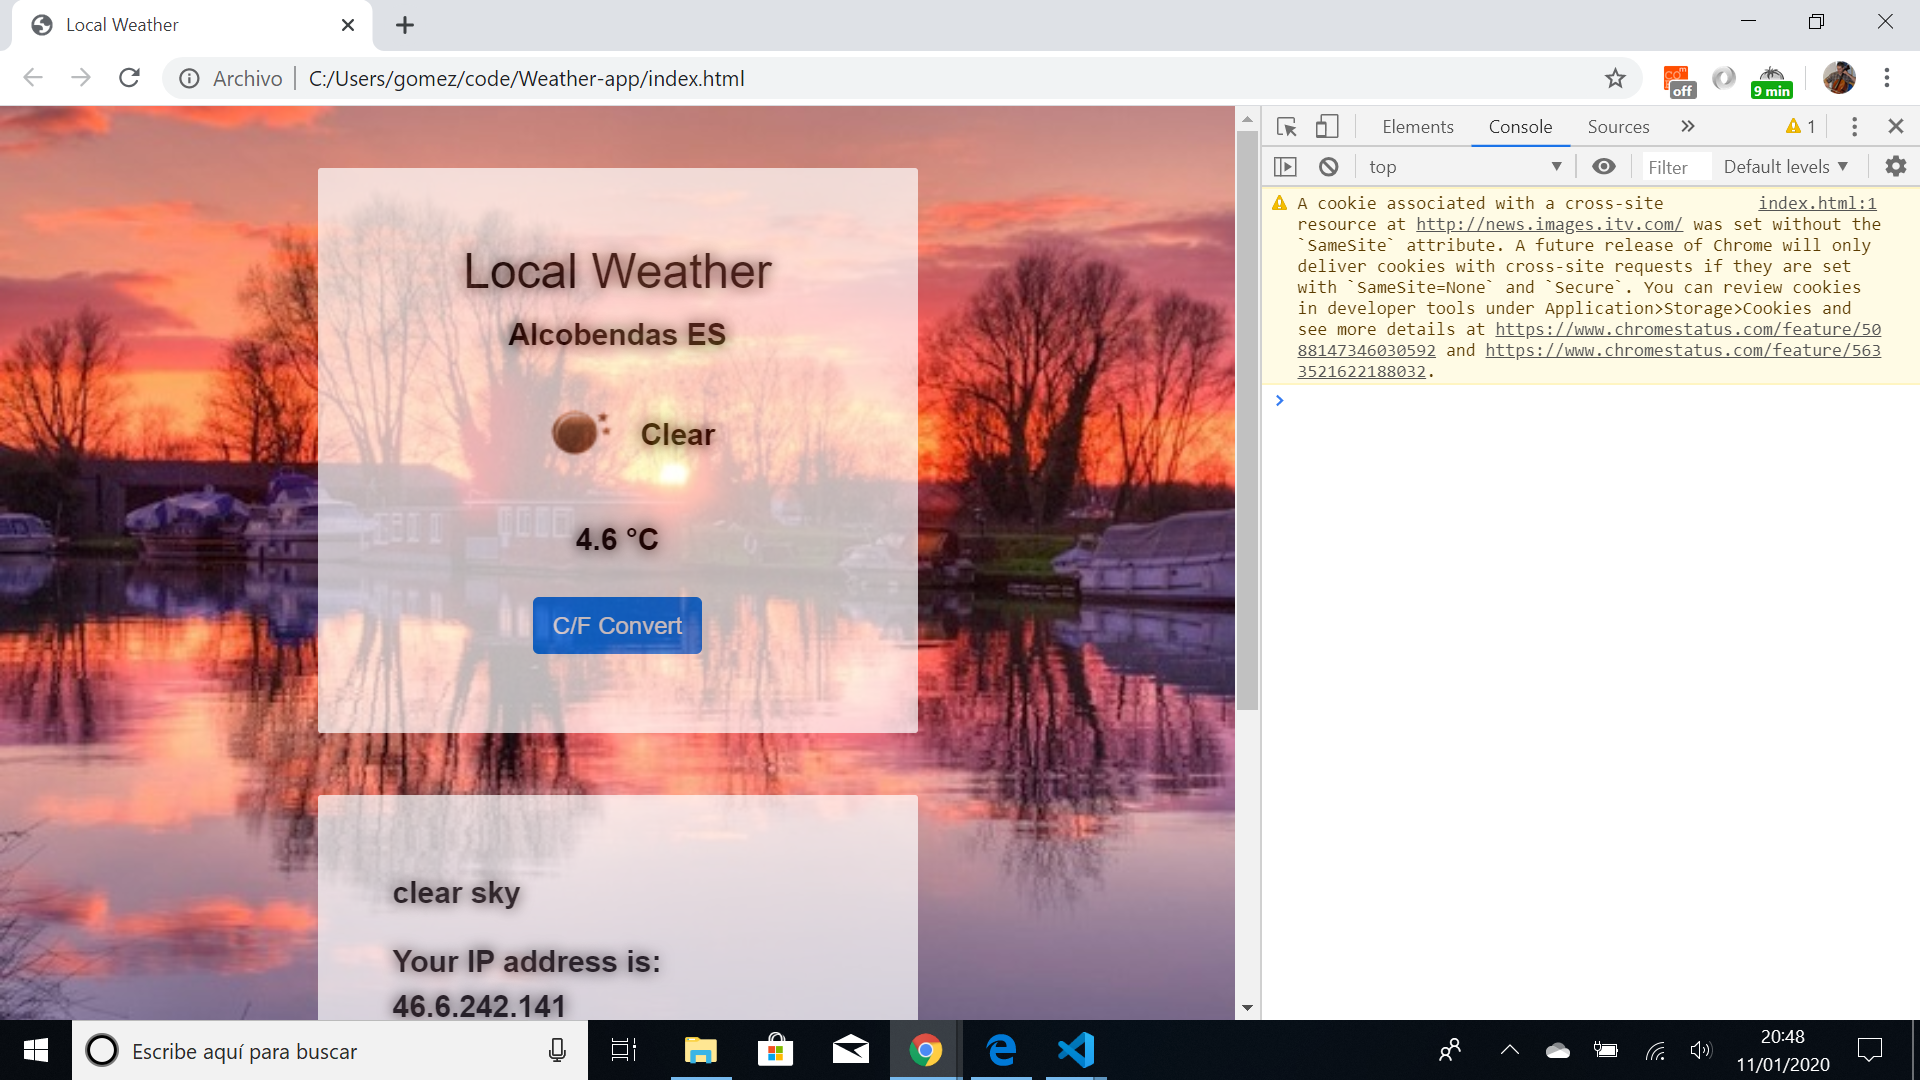 Local Weather
Archivo
C:/Users/gomez/code/Weather-app/index.html
off
9 min
Elements
Console
Sources
1
top
Filter
Default levels
Local Weather
Alcobendas ES
Clear
4.6 °C
C/F Convert
clear sky
Your IP address is:
46.6.242.141
A cookie associated with a cross-site index.html:1
resource at http://news.images.itv.com/ was set without the
`SameSite` attribute. A future release of Chrome will only
deliver cookies with cross-site requests if they are set
with `SameSite=None` and `Secure`. You can review cookies
in developer tools under Application>Storage>Cookies and
see more details at https://www.chromestatus.com/feature/50
88147346030592 and https://www.chromestatus.com/feature/563
3521622188032.
Escribe aquí para buscar
20:48
11/01/2020